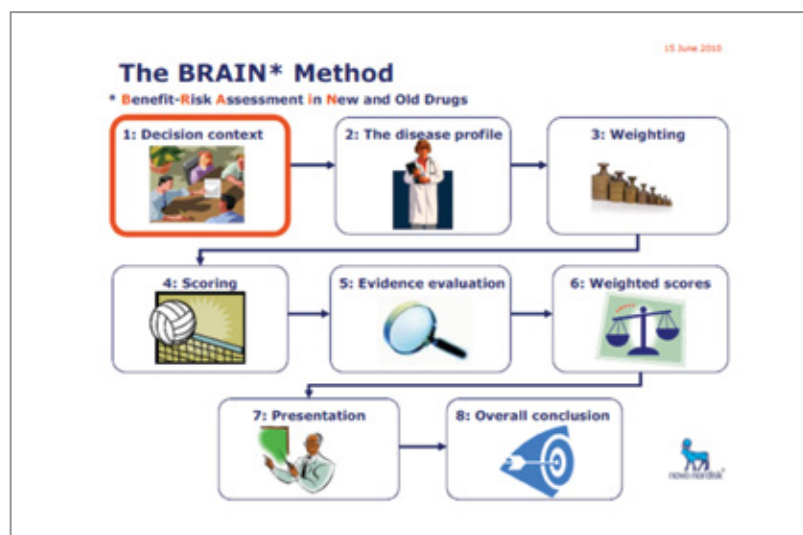 15 June 2010
The BRAIN* Method
* Benefit-Risk Assessment in New and Old Drugs
1: Decision context
2: The disease profile
3: Weighting
4: Scoring
5: Evidence evaluation
6: Weighted scores
7: Presentation
8: Overall conclusion
novo nordisk